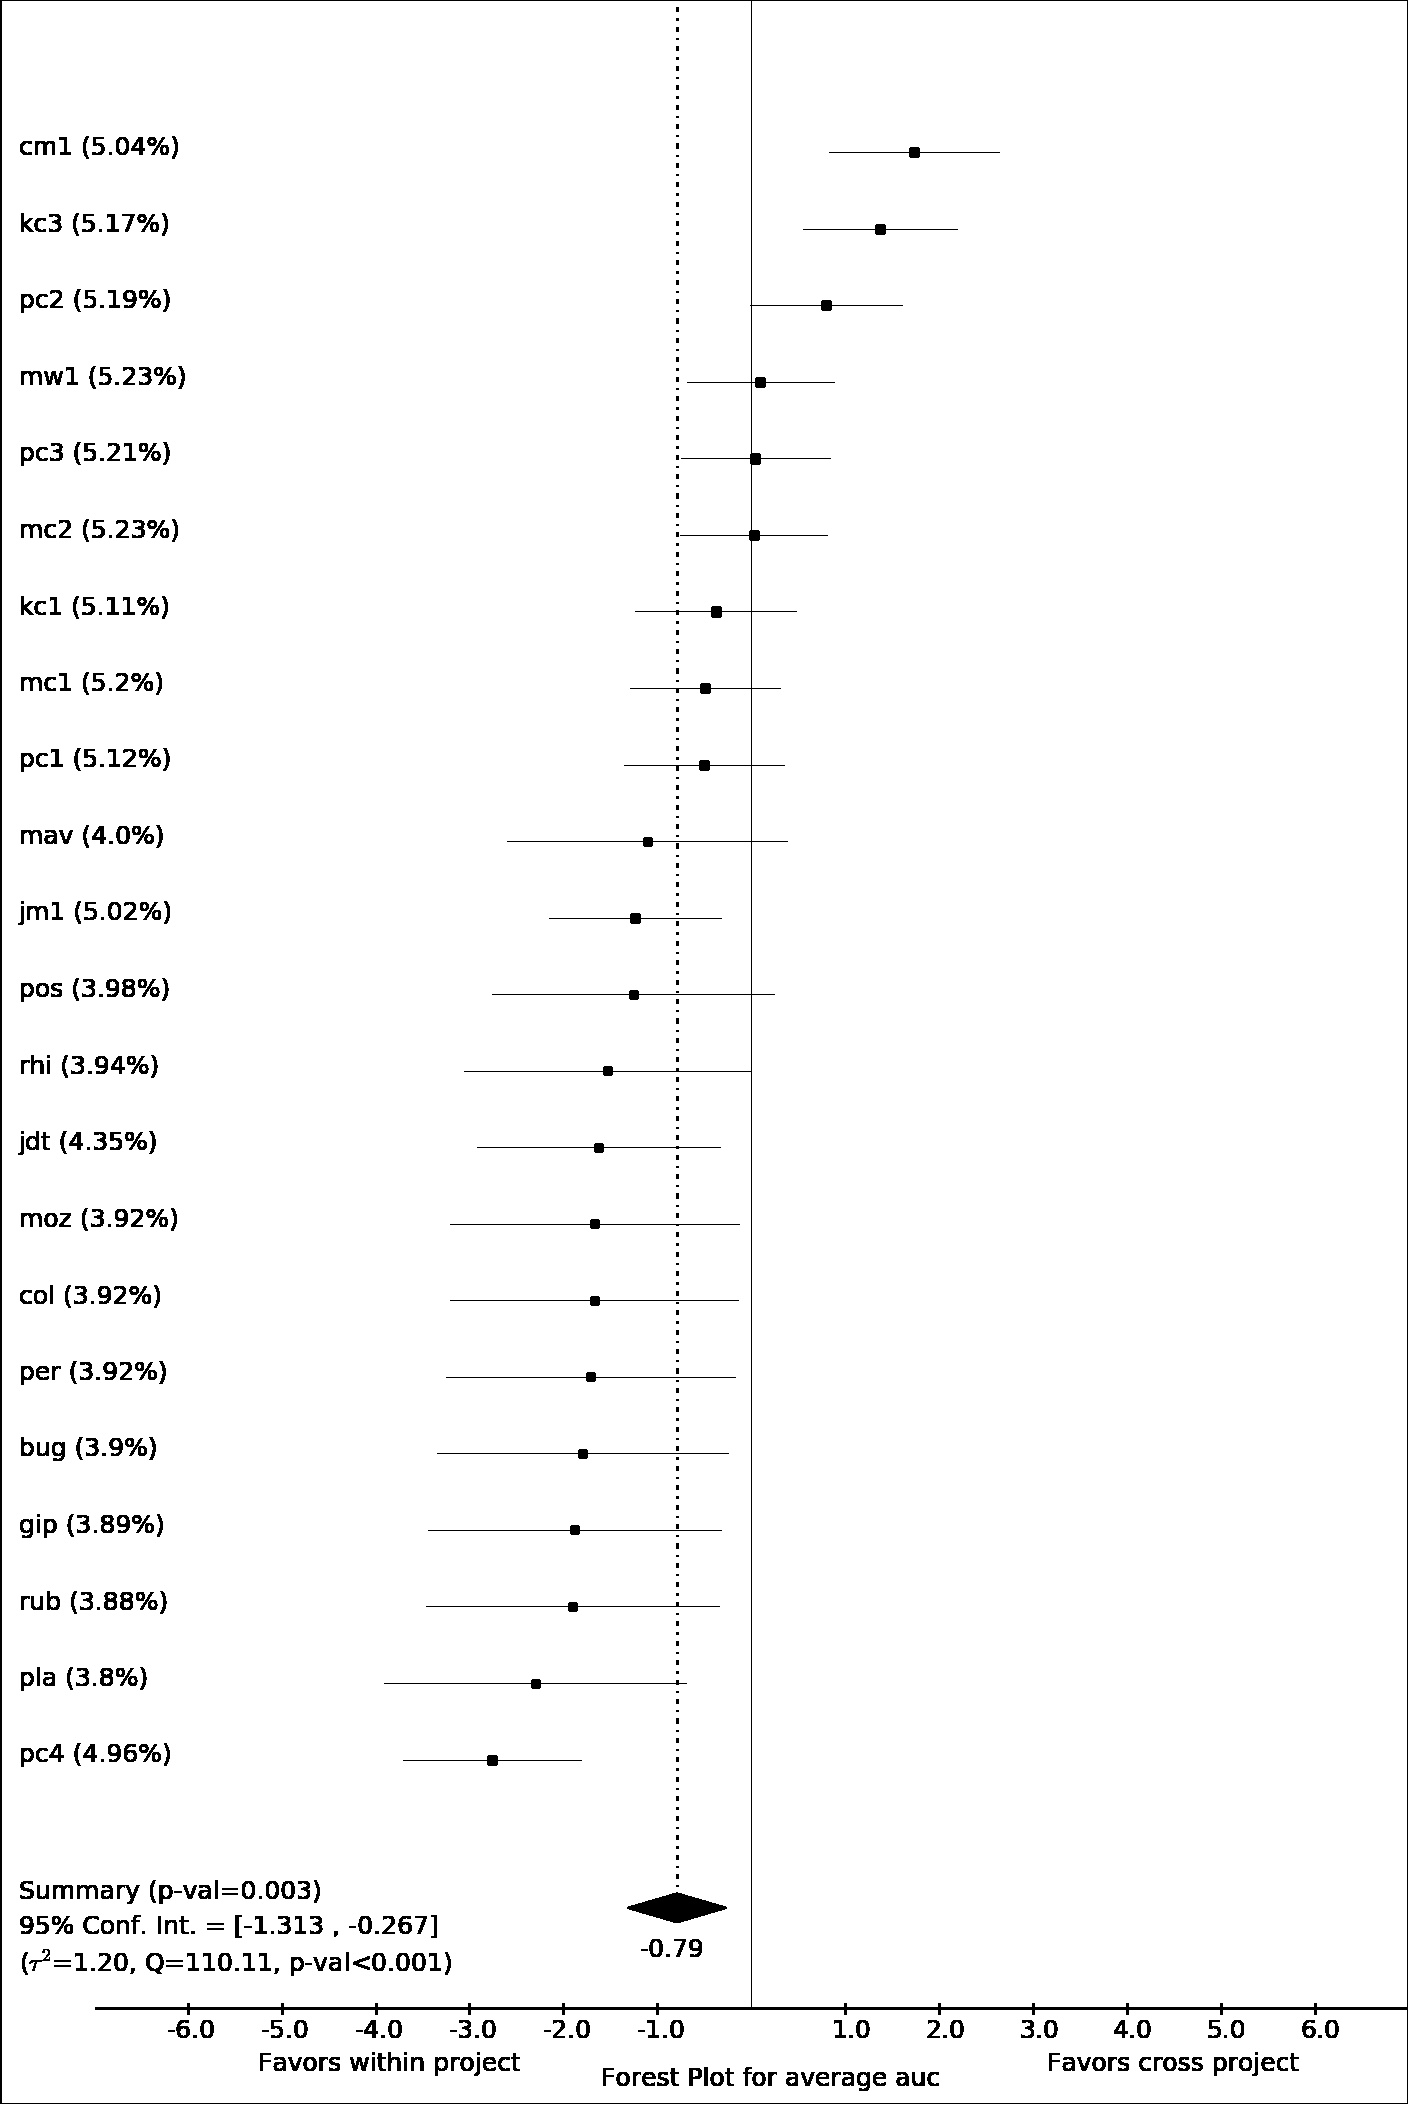 cm1 (5.04%)
kc3 (5.17%)
pc2 (5.19%)
mw1 (5.23%)
pc3 (5.21%)
mc2 (5.23%)
kc1 (5.11%)
mc1 (5.2%)
pc1 (5.12%)
mav (4.0%)
jm1 (5.02%)
pos (3.98%)
rhi (3.94%)
jdt (4.35%)
moz (3.92%)
col (3.92%)
per (3.92%)
bug (3.9%)
gip (3.89%)
rub (3.88%)
pla (3.8%)
pc4 (4.96%)
Summary (p-val=0.003)
95% Conf. Int. = [-1.313 , -0.267]
(τ²=1.20, Q=110.11, p-val<0.001)
-0.79
-6.0 -5.0 -4.0 -3.0 -2.0 -1.0 1.0 2.0 3.0 4.0 5.0 6.0
Favors within project Favors cross project
Forest Plot for average auc